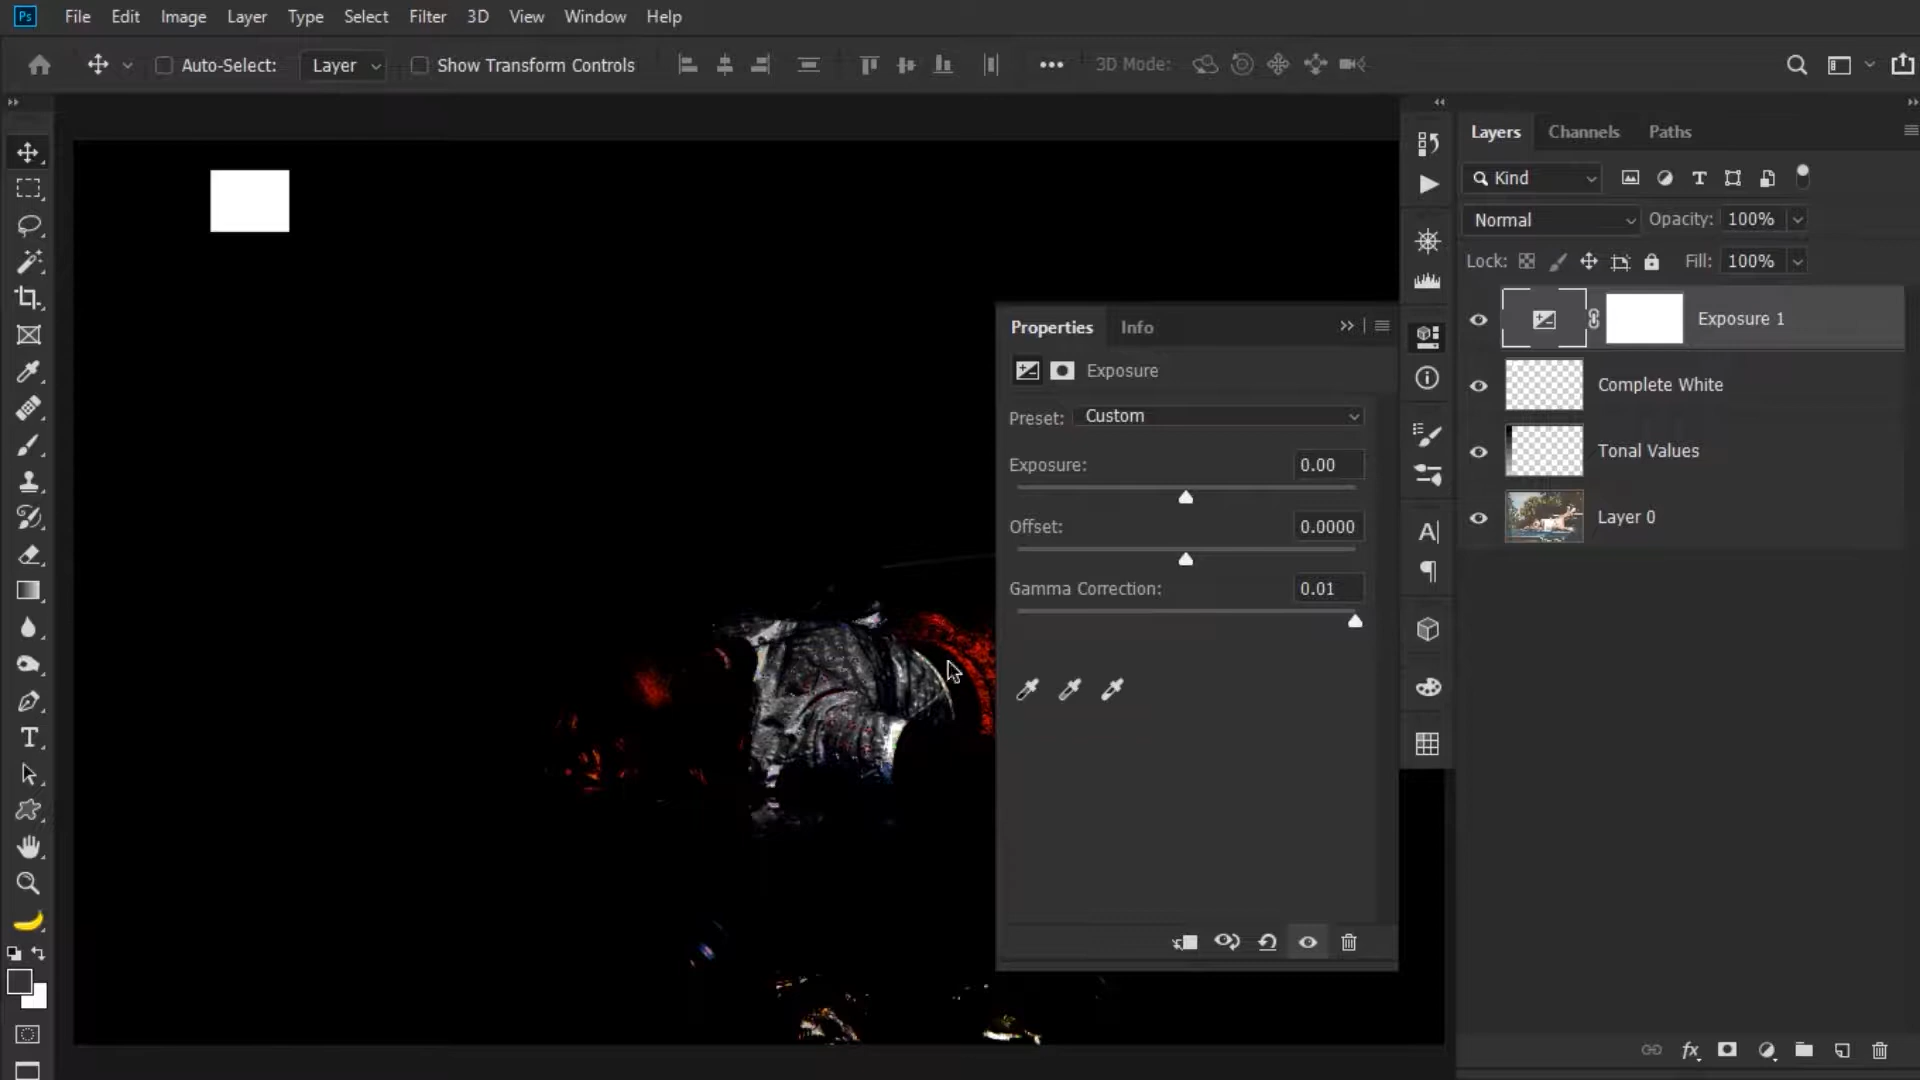 Ps File Edit Image Layer Type Select Filter 3D View Window Help
Auto-Select: Layer Show Transform Controls 3D Mode:
Layers Channels Paths
Kind
Normal Opacity: 100%
Lock: Fill: 100%
Exposure 1
Complete White
Tonal Values
Layer 0
Properties Info
Exposure
Preset: Custom
Exposure: 0.00
Offset: 0.0000
Gamma Correction: 0.01
fx